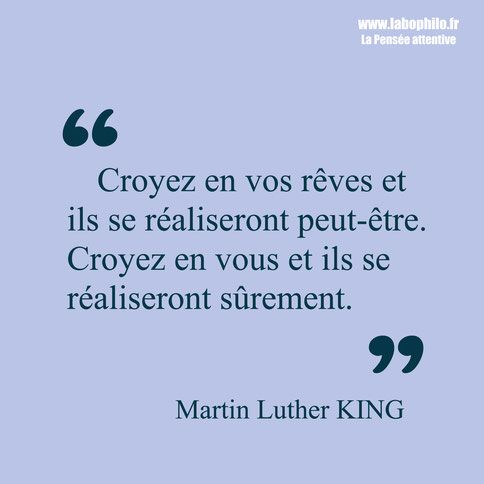 www.labophilo.fr
La Pensée attentive
“
Croyez en vos rêves et
ils se réaliseront peut-être.
Croyez en vous et ils se
réaliseront sûrement.
”
Martin Luther KING